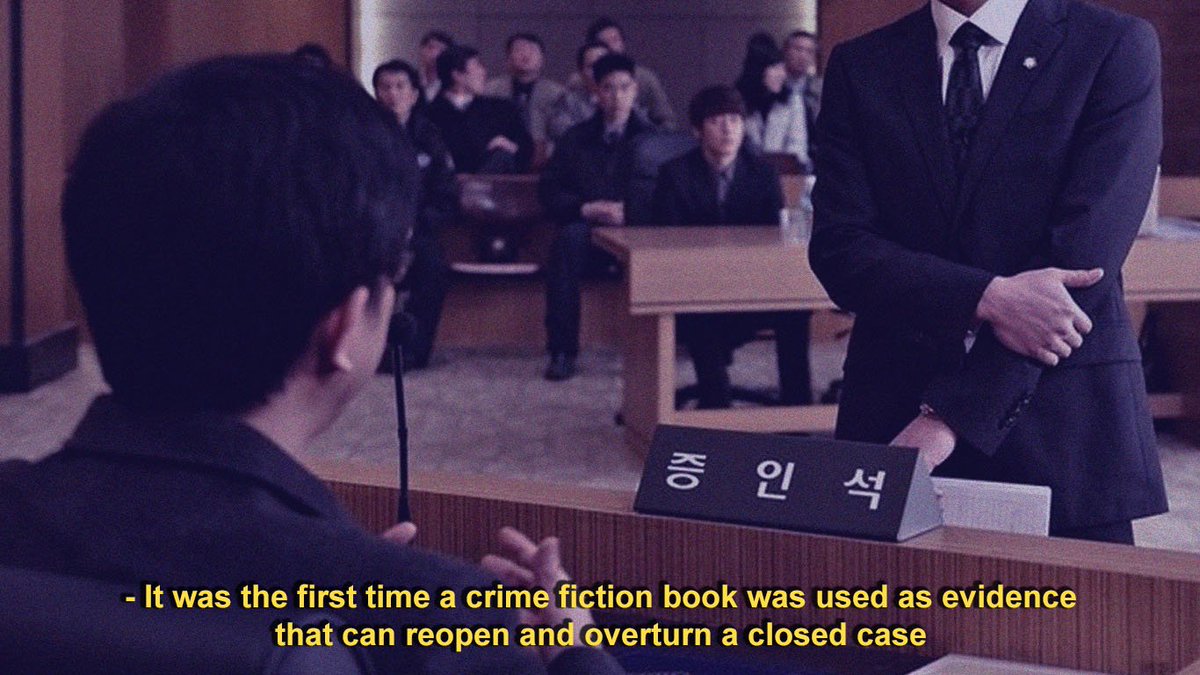 증 인 석
- It was the first time a crime fiction book was used as evidence
that can reopen and overturn a closed case